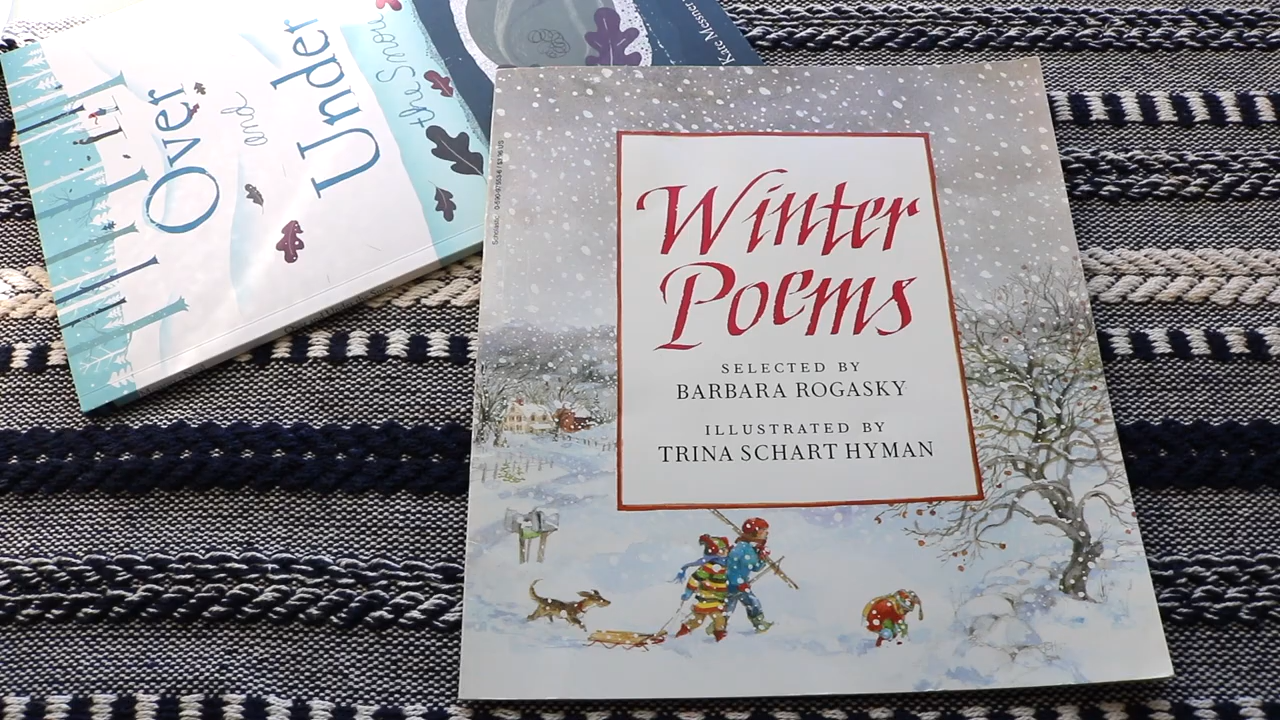 Over
and
Under
the Snow
Kate Messner
Winter
Poems
SELECTED BY
BARBARA ROGASKY
ILLUSTRATED BY
TRINA SCHART HYMAN